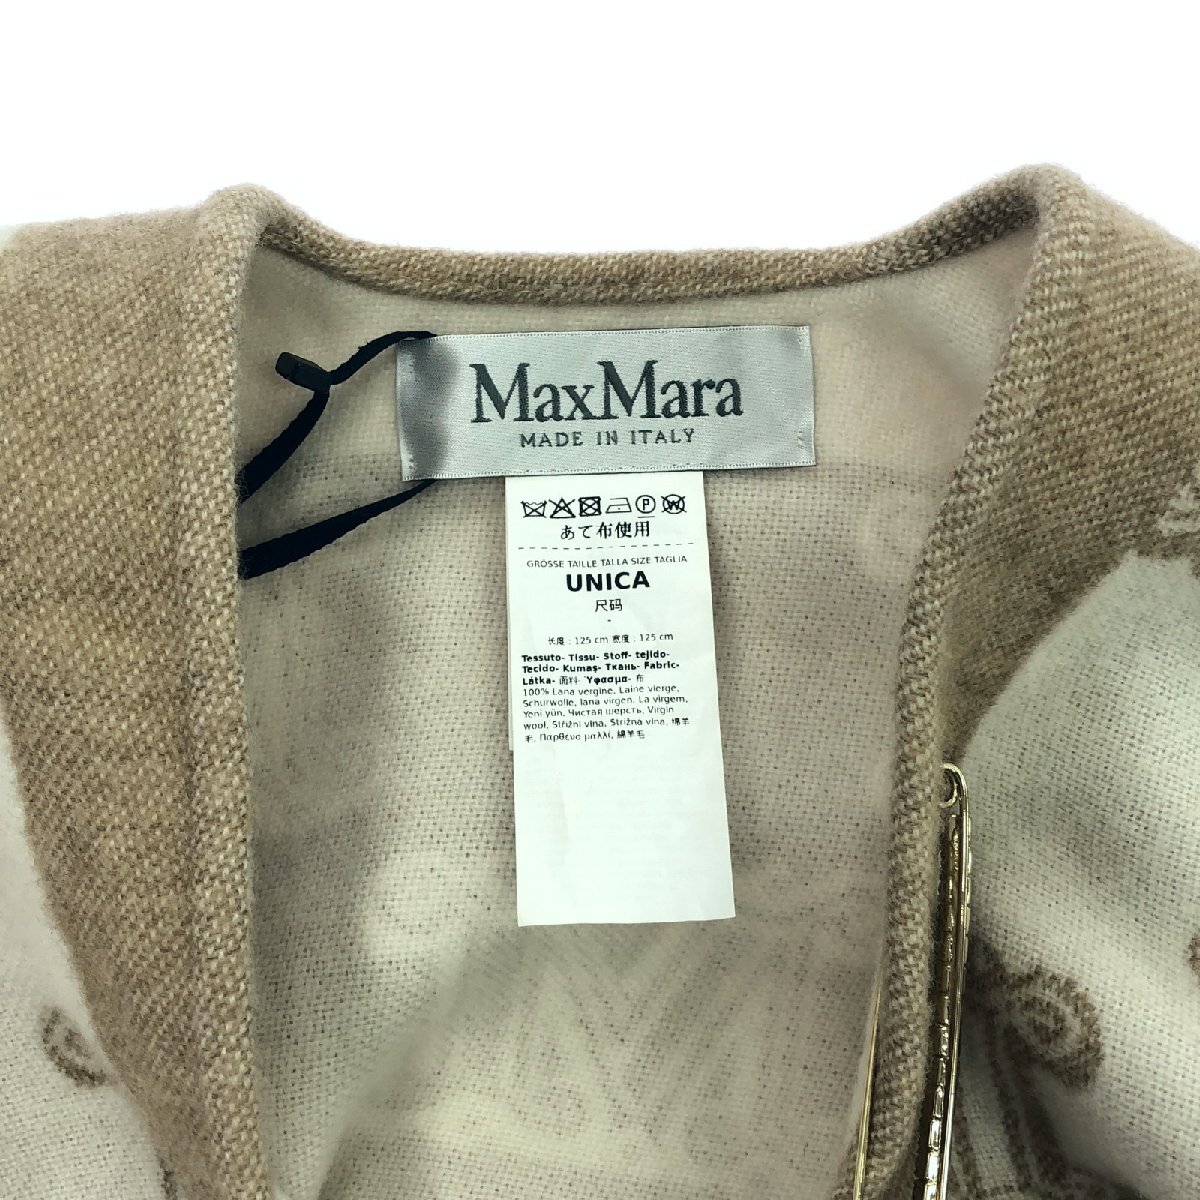 MaxMara
MADE IN ITALY
P W
あて布使用
GRÖSSE TAILLE TALLA SIZE TAGLIA
UNICA
尺码
-
长度 : 125 cm 宽度 : 125 cm
Tessuto- Tissu- Stoff- tejido-
Tecido- Kumaş- Ткань- Fabric-
Látka- 面料- Ύφασμα- 布
100% Lana vergine, Laine vierge,
Schurwolle, lana virgen, La virgem,
Yeni yün, Чистая шерсть, Virgin
wool, Střižní vlna, Strižna vlna, 绵羊
毛, Παρθένο μαλλί, 綿羊毛